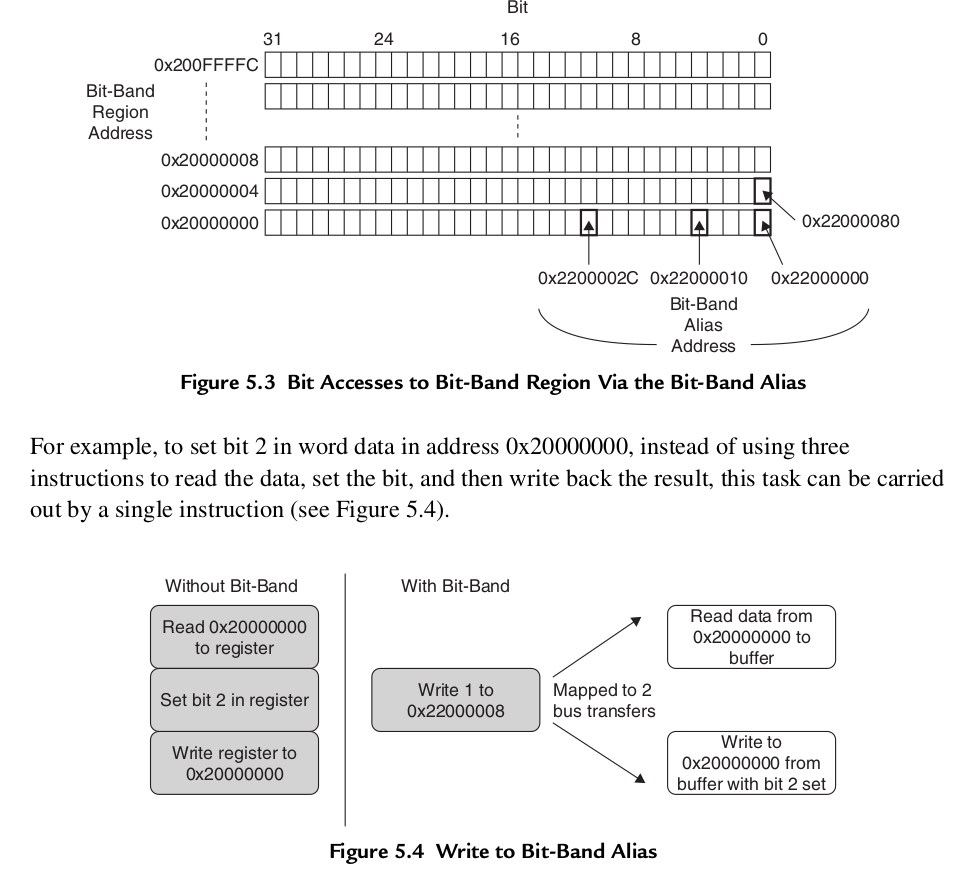 Bit
31 24 16 8 0
0x200FFFFC
Bit-Band
Region
Address
0x20000008
0x20000004
0x20000000
0x22000080
0x2200002C 0x22000010 0x22000000
Bit-Band
Alias
Address
Figure 5.3 Bit Accesses to Bit-Band Region Via the Bit-Band Alias
For example, to set bit 2 in word data in address 0x20000000, instead of using three
instructions to read the data, set the bit, and then write back the result, this task can be carried
out by a single instruction (see Figure 5.4).
Without Bit-Band
Read 0x20000000
to register
Set bit 2 in register
Write register to
0x20000000
With Bit-Band
Write 1 to
0x22000008
Mapped to 2
bus transfers
Read data from
0x20000000 to
buffer
Write to
0x20000000 from
buffer with bit 2 set
Figure 5.4 Write to Bit-Band Alias